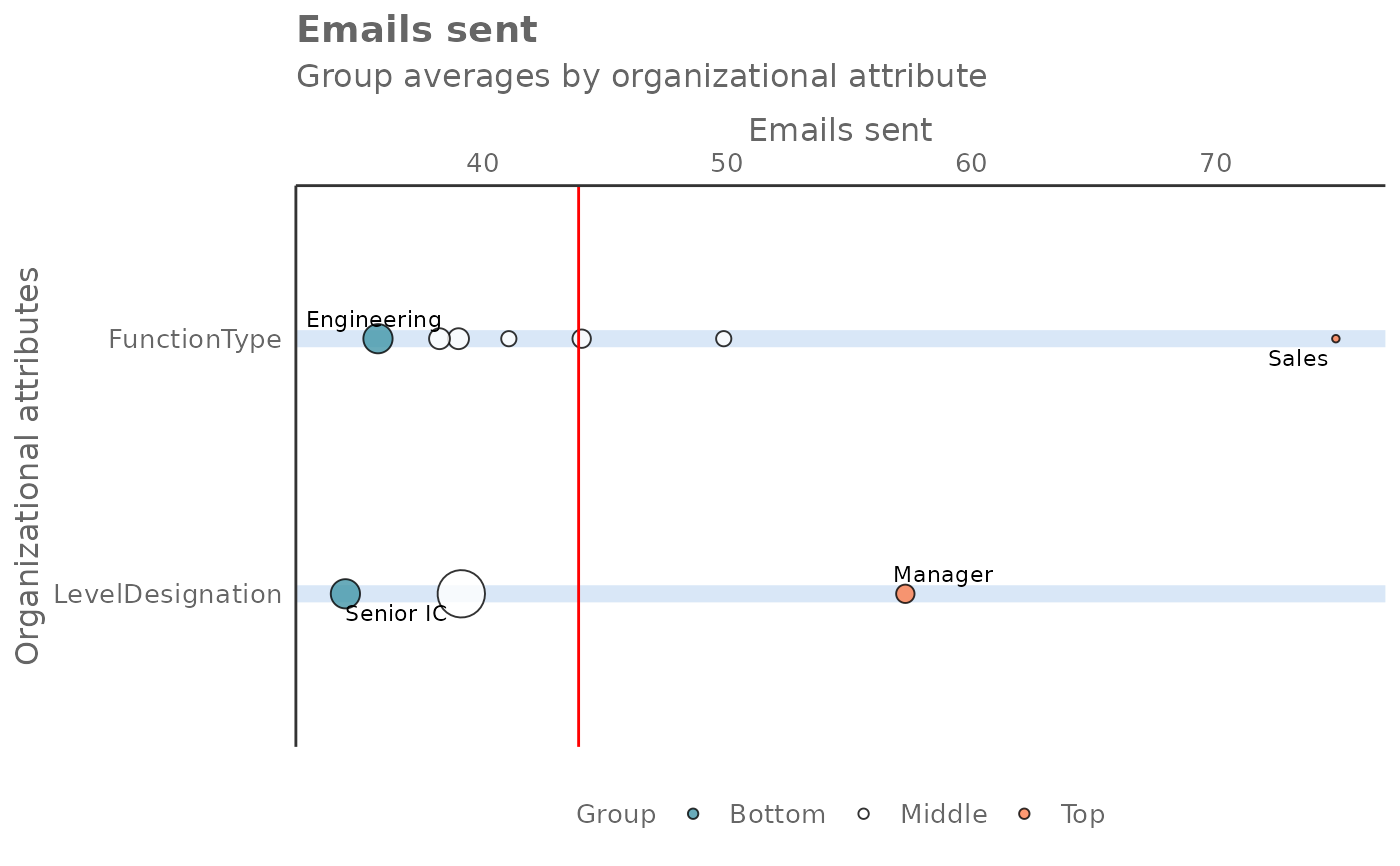 Emails sent
Group averages by organizational attribute
Emails sent
40 50 60 70
Organizational attributes
FunctionType
Engineering
Sales
LevelDesignation
Manager
Senior IC
Group Bottom Middle Top